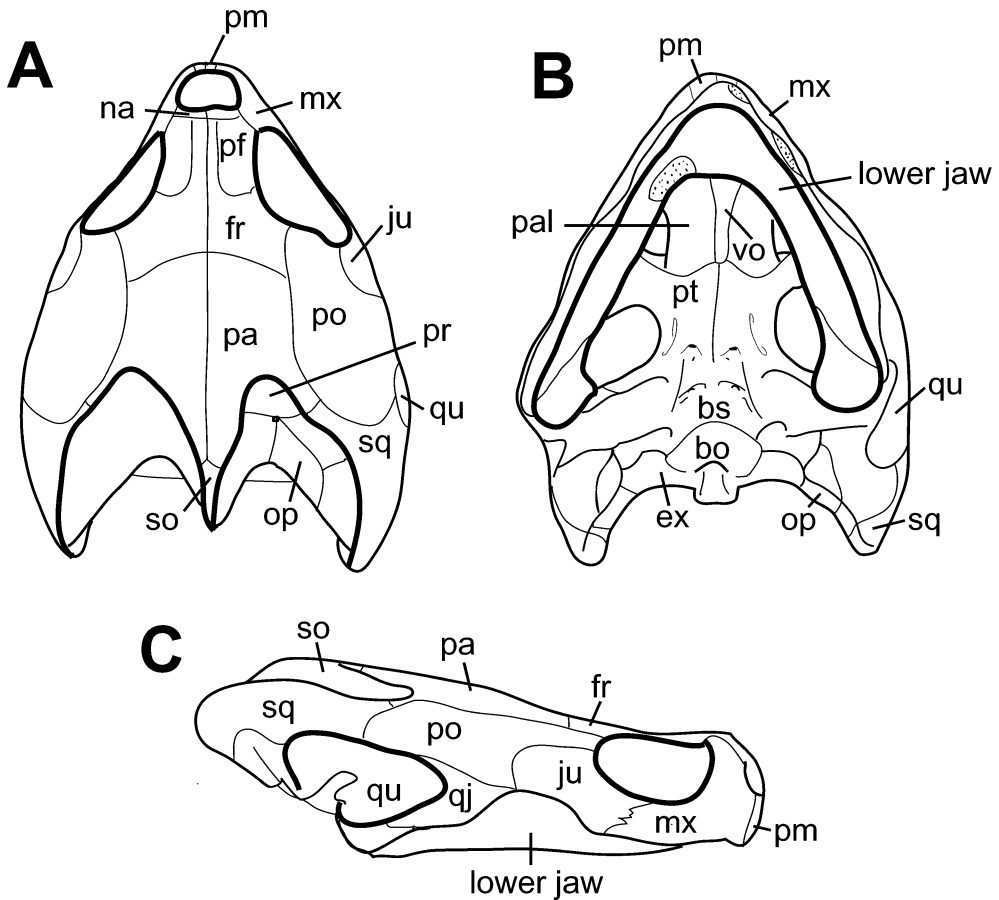 A
pm
na
mx
pf
ju
fr
po
pa
pr
qu
sq
so
op
B
pm
mx
lower jaw
pal
vo
pt
qu
bs
bo
ex
op
sq
C
so
pa
fr
sq
po
ju
qu
qj
mx
pm
lower jaw